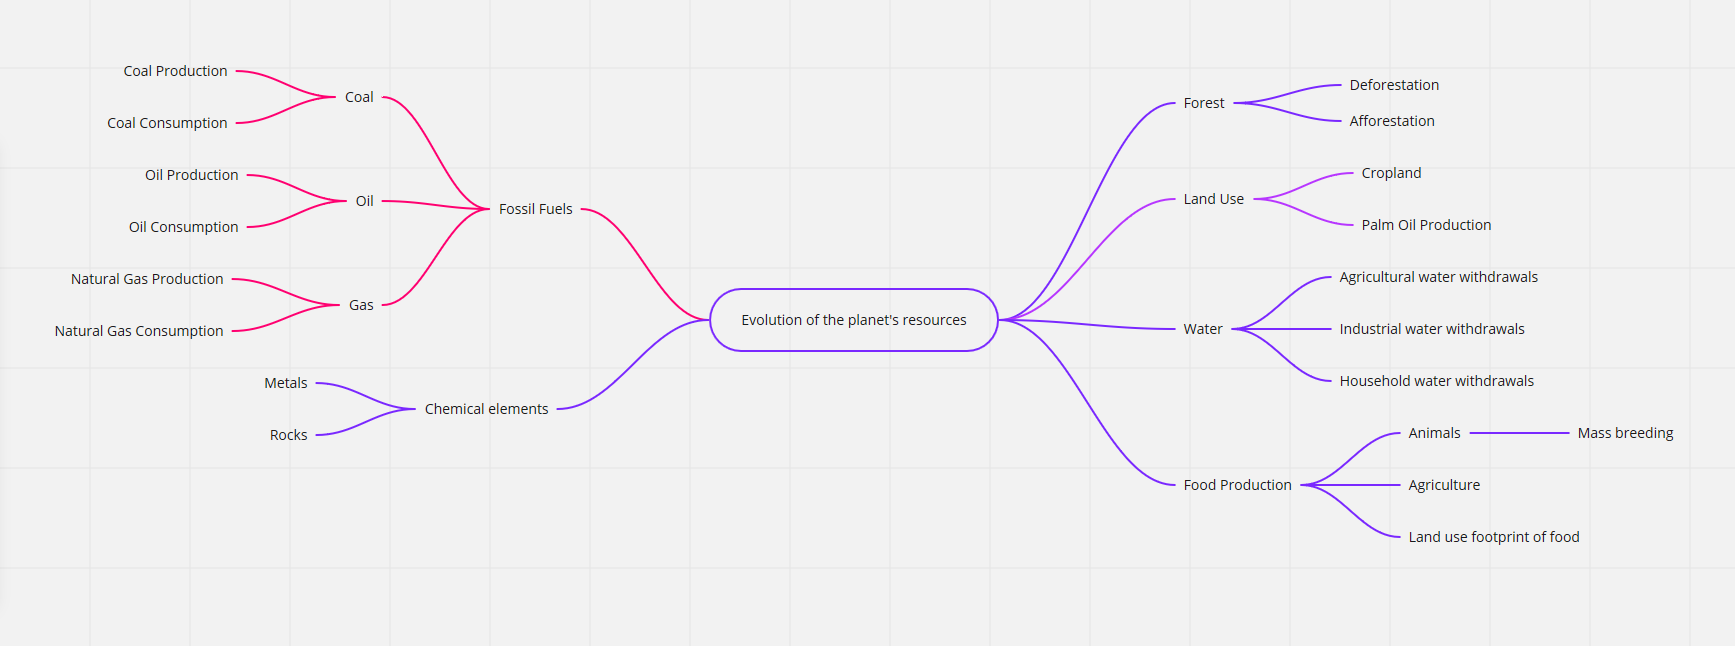 Coal Production
Coal
Coal Consumption
Oil Production
Oil
Oil Consumption
Fossil Fuels
Natural Gas Production
Gas
Natural Gas Consumption
Metals
Chemical elements
Rocks
Evolution of the planet's resources
Forest
Deforestation
Afforestation
Land Use
Cropland
Palm Oil Production
Water
Agricultural water withdrawals
Industrial water withdrawals
Household water withdrawals
Food Production
Animals
Mass breeding
Agriculture
Land use footprint of food